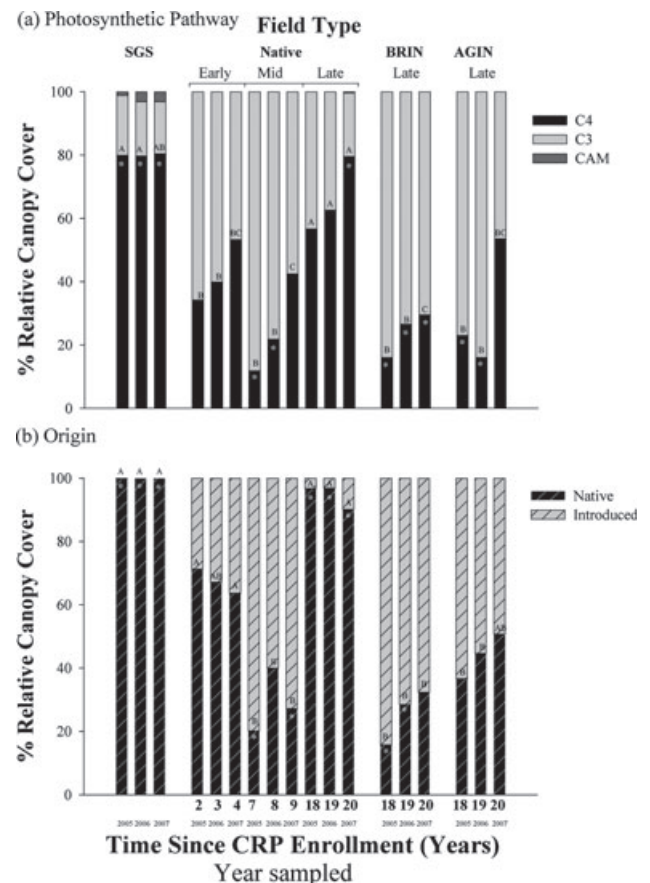 (a) Photosynthetic Pathway
Field Type
SGS Native BRIN AGIN
Early Mid Late Late Late
% Relative Canopy Cover
100
80
60
40
20
0
A A AB B B BC B B C A A A B B C B B BC
* * * * * * * * * * *
C4
C3
CAM
(b) Origin
% Relative Canopy Cover
100
80
60
40
20
0
A A A A AB A B B B A A A B B B B B AB
Native
Introduced
2 3 4 7 8 9 18 19 20 18 19 20 18 19 20
2005 2006 2007 2005 2006 2007 2005 2006 2007 2005 2006 2007 2005 2006 2007 2005 2006 2007
Time Since CRP Enrollment (Years)
Year sampled